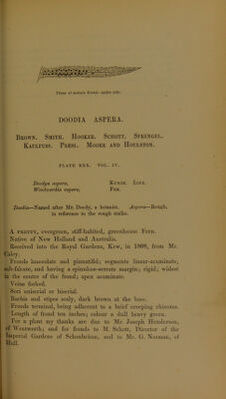 Pinna of mature frond—under side.
DOODIA ASPERA.
BROWN. SMITH. HOOKER. SCHOTT. SPRENGEL.
KAULFUSS. PRESL. MOORE AND HOULSTON.
PLATE XXX. VOL. IV.
Doodya aspera, KUNZE. LINK.
Woodwardia aspera, FEE.
Doodia—Named after Mr. Doody, a botanist. Aspera—Rough,
in reference to the rough stalks.
A PRETTY, evergreen, stiff-habited, greenhouse Fern.
Native of New Holland and Australia.
Received into the Royal Gardens, Kew, in 1808, from Mr.
Caley.
Fronds lanceolate and pinnatifid; segments linear-acuminate,
sub-falcate, and having a spinulose-serrate margin; rigid; widest
in the centre of the frond; apex acuminate.
Veins forked.
Sori uniserial or biserial.
Rachis and stipes scaly, dark brown at the base.
Fronds terminal, being adherent to a brief creeping rhizoma.
Length of frond ten inches; colour a dull heavy green.
For a plant my thanks are due to Mr. Joseph Henderson,
of Wentworth; and for fronds to M. Schott, Director of the
Imperial Gardens of Schonbrunn, and to Mr. G. Norman, of
Hull.